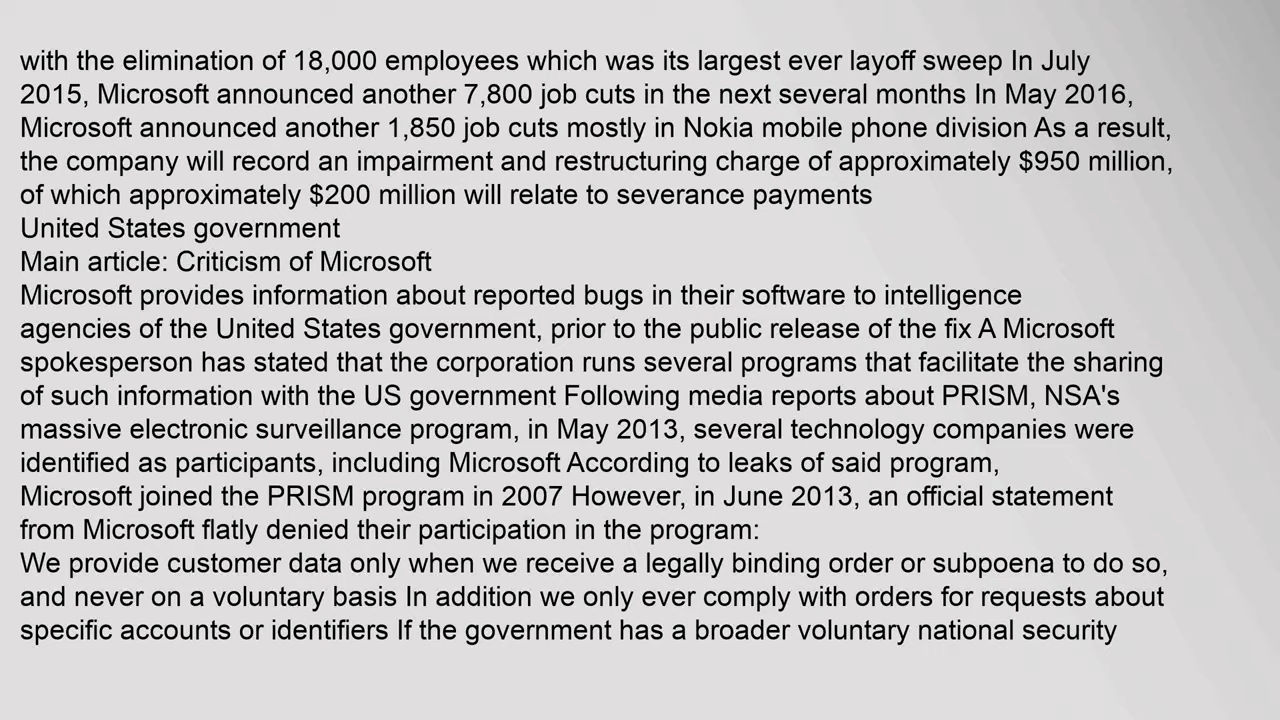 with the elimination of 18,000 employees which was its largest ever layoff sweep In July
2015, Microsoft announced another 7,800 job cuts in the next several months In May 2016,
Microsoft announced another 1,850 job cuts mostly in Nokia mobile phone division As a result,
the company will record an impairment and restructuring charge of approximately $950 million,
of which approximately $200 million will relate to severance payments
United States government
Main article: Criticism of Microsoft
Microsoft provides information about reported bugs in their software to intelligence
agencies of the United States government, prior to the public release of the fix A Microsoft
spokesperson has stated that the corporation runs several programs that facilitate the sharing
of such information with the US government Following media reports about PRISM, NSA's
massive electronic surveillance program, in May 2013, several technology companies were
identified as participants, including Microsoft According to leaks of said program,
Microsoft joined the PRISM program in 2007 However, in June 2013, an official statement
from Microsoft flatly denied their participation in the program:
We provide customer data only when we receive a legally binding order or subpoena to do so,
and never on a voluntary basis In addition we only ever comply with orders for requests about
specific accounts or identifiers If the government has a broader voluntary national security